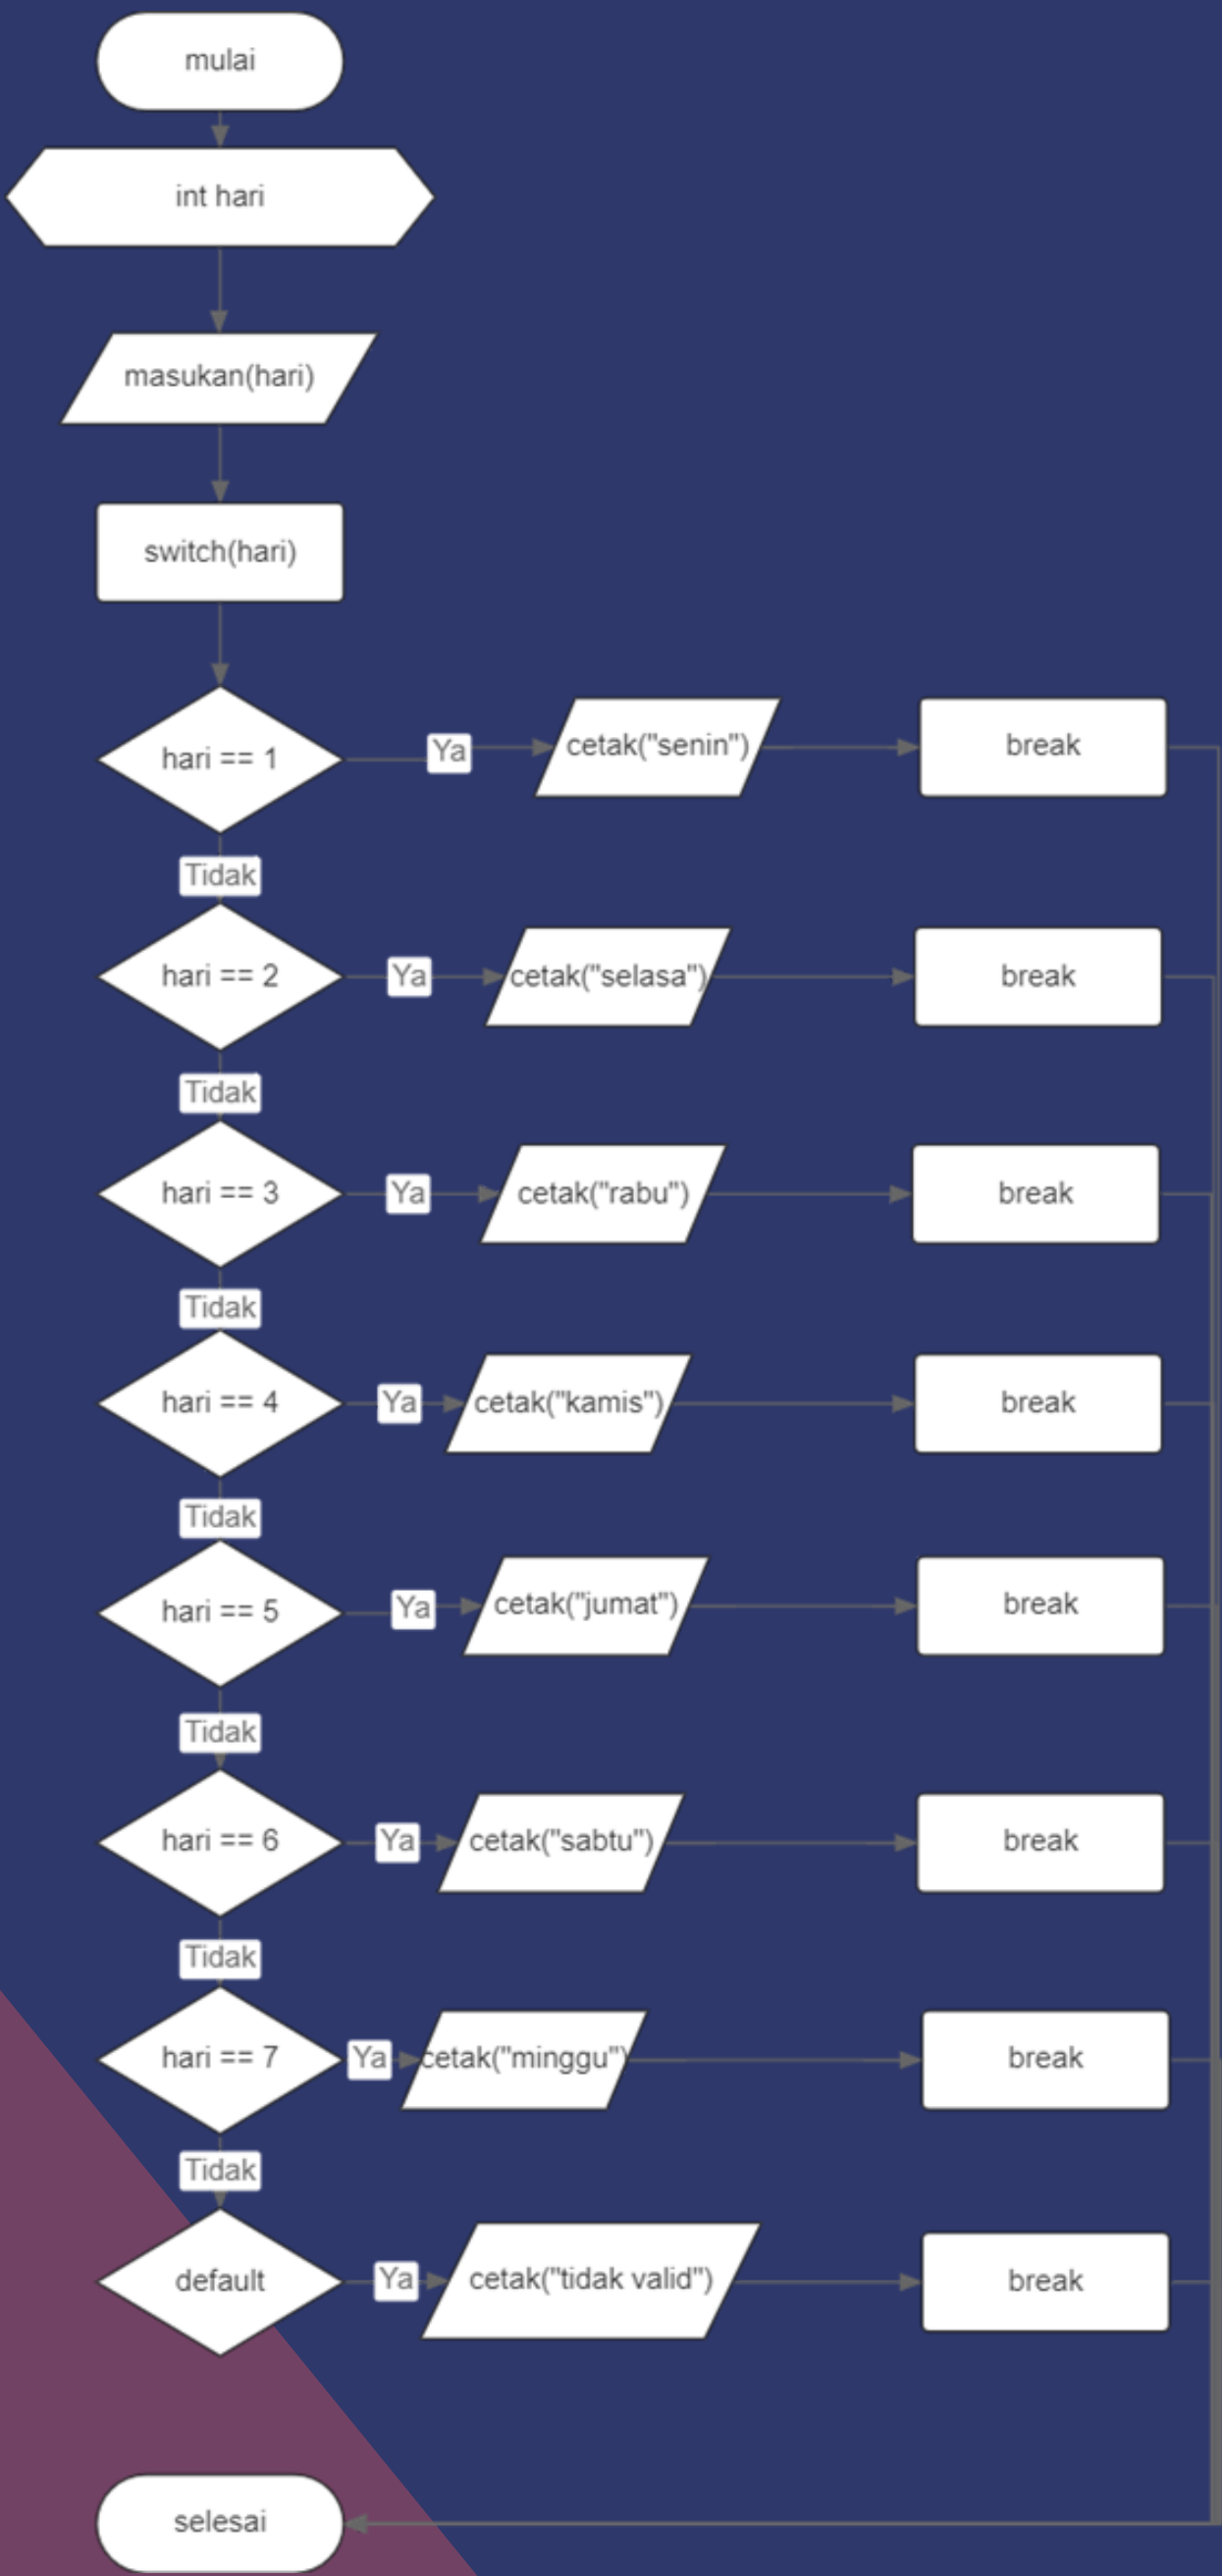 mulai
int hari
masukan(hari)
switch(hari)
hari == 1
Ya
cetak("senin")
break
Tidak
hari == 2
Ya
cetak("selasa")
break
Tidak
hari == 3
Ya
cetak("rabu")
break
Tidak
hari == 4
Ya
cetak("kamis")
break
Tidak
hari == 5
Ya
cetak("jumat")
break
Tidak
hari == 6
Ya
cetak("sabtu")
break
Tidak
hari == 7
Ya
cetak("minggu")
break
Tidak
default
Ya
cetak("tidak valid")
break
selesai